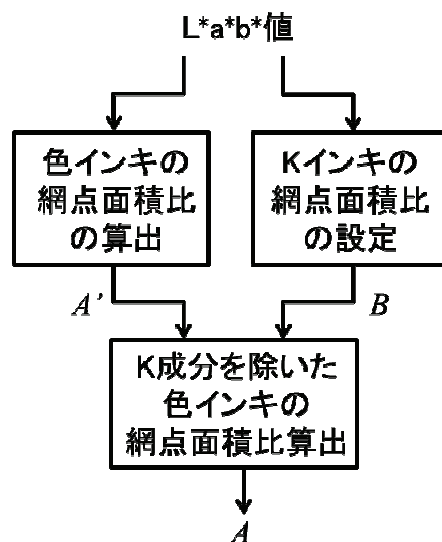 L*a*b*値
色インキの
網点面積比
の算出
Kインキの
網点面積比
の設定
A’
B
K成分を除いた
色インキの
網点面積比算出
A